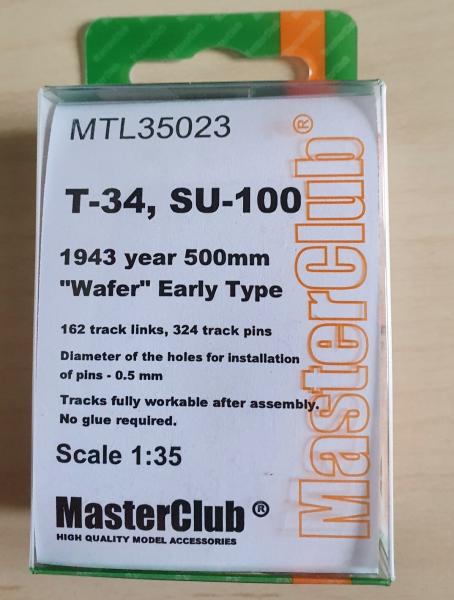 MTL35023
T-34, SU-100
1943 year 500mm
"Wafer" Early Type
162 track links, 324 track pins
Diameter of the holes for installation
of pins - 0.5 mm
Tracks fully workable after assembly.
No glue required.
Scale 1:35
MasterClub ®
HIGH QUALITY MODEL ACCESSORIES
MasterClub®